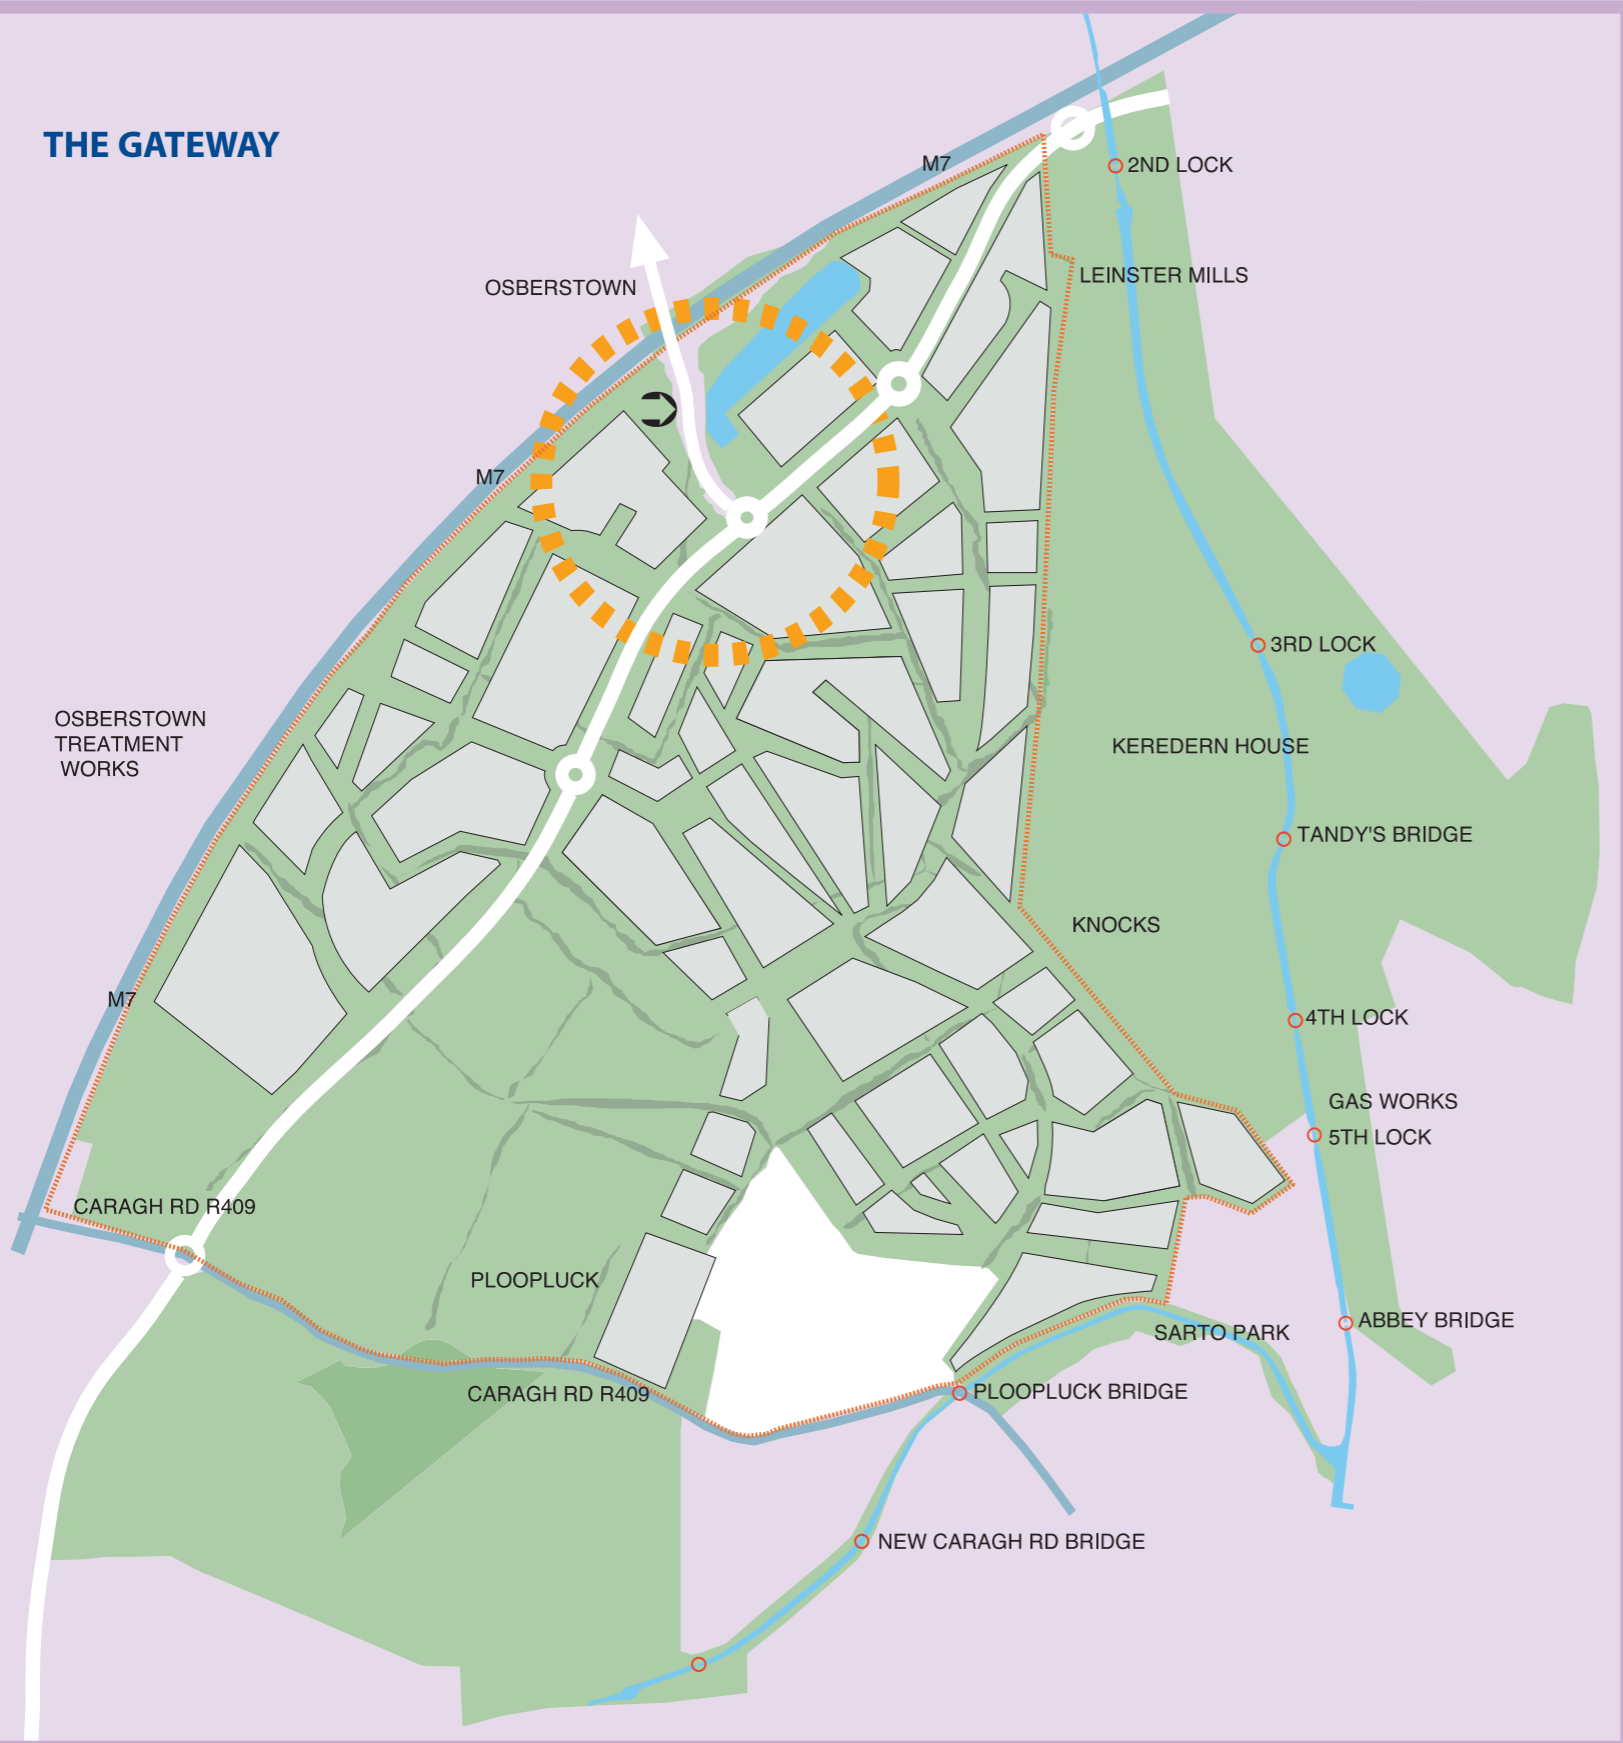 THE GATEWAY
M7
2ND LOCK
LEINSTER MILLS
OSBERSTOWN
M7
3RD LOCK
OSBERSTOWN
TREATMENT
WORKS
KEREDERN HOUSE
TANDY'S BRIDGE
KNOCKS
M7
4TH LOCK
GAS WORKS
5TH LOCK
CARAGH RD R409
PLOOPLUCK
ABBEY BRIDGE
SARTO PARK
CARAGH RD R409
PLOOPLUCK BRIDGE
NEW CARAGH RD BRIDGE